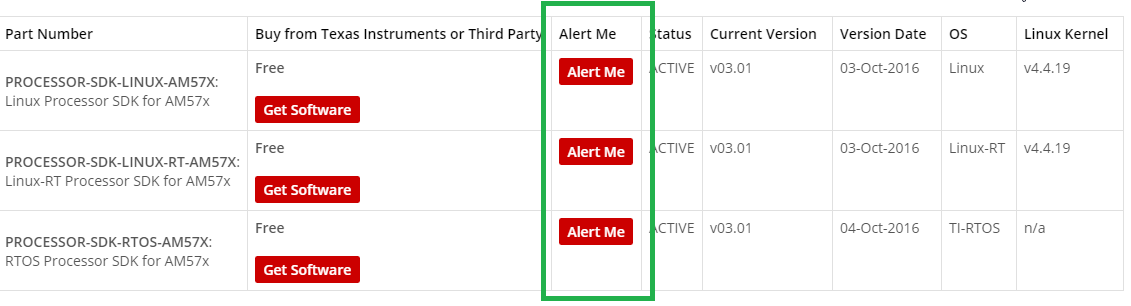 Part Number Buy from Texas Instruments or Third Party Alert Me Status Current Version Version Date OS Linux Kernel
PROCESSOR-SDK-LINUX-AM57X:
Linux Processor SDK for AM57x
Free
Get Software
Alert Me
ACTIVE
v03.01
03-Oct-2016
Linux
v4.4.19
PROCESSOR-SDK-LINUX-RT-AM57X:
Linux-RT Processor SDK for AM57x
Free
Get Software
Alert Me
ACTIVE
v03.01
03-Oct-2016
Linux-RT
v4.4.19
PROCESSOR-SDK-RTOS-AM57X:
RTOS Processor SDK for AM57x
Free
Get Software
Alert Me
ACTIVE
v03.01
04-Oct-2016
TI-RTOS
n/a